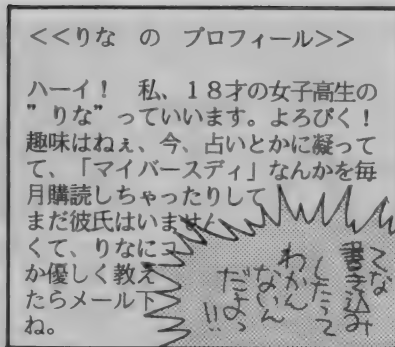 <<りな の プロフィール>>
ハーイ! 私、18才の女子高生の
"りな"っていいます。よろぴく!
趣味はねぇ、今、占いとかに凝って
て、「マイバースディ」なんかを毎
月購読しちゃったりして
まだ彼氏はいません
くて、りなにコ
か優しく教え
たらメール下
ね。
書き込み
したって
わかん
ないん
だよっ
!!